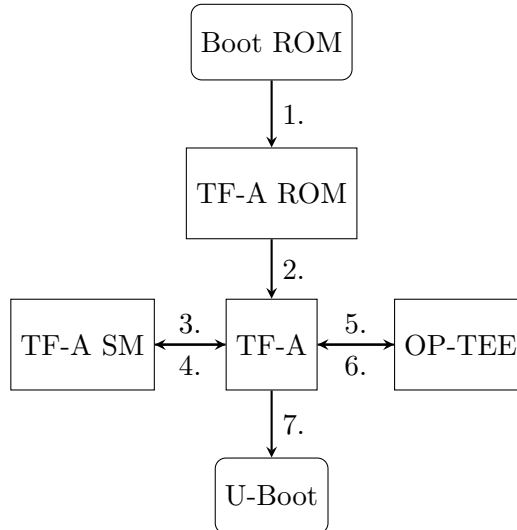 Boot ROM
1.
TF-A ROM
2.
TF-A SM
3.
4.
TF-A
5.
6.
OP-TEE
7.
U-Boot